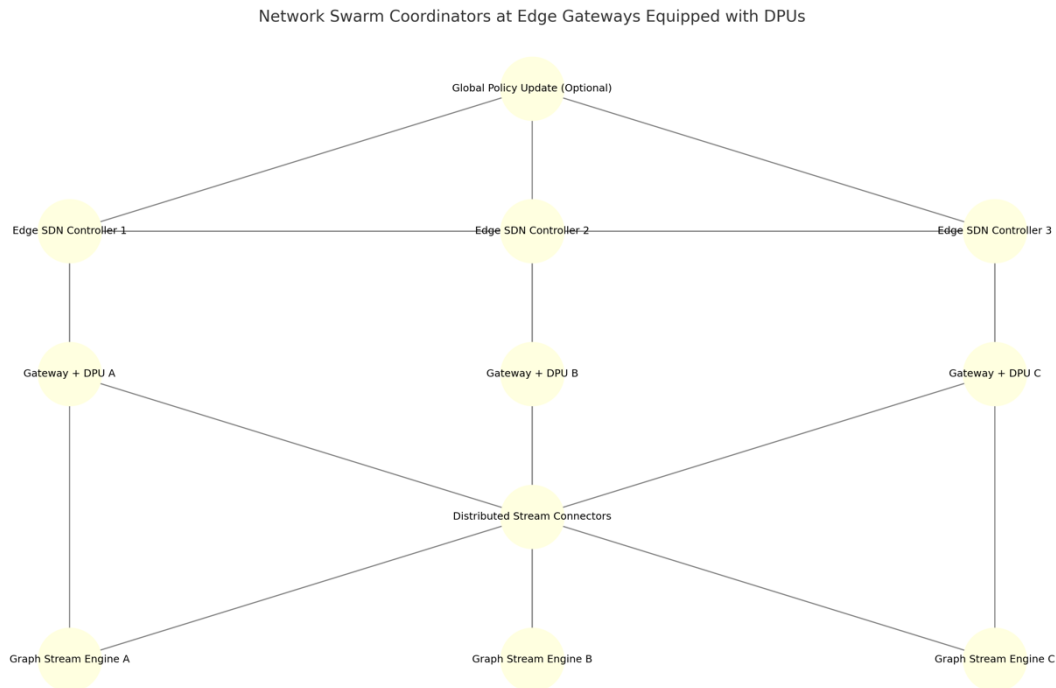 Network Swarm Coordinators at Edge Gateways Equipped with DPUs
Global Policy Update (Optional)
Edge SDN Controller 1
Edge SDN Controller 2
Edge SDN Controller 3
Gateway + DPU A
Gateway + DPU B
Gateway + DPU C
Distributed Stream Connectors
Graph Stream Engine A
Graph Stream Engine B
Graph Stream Engine C